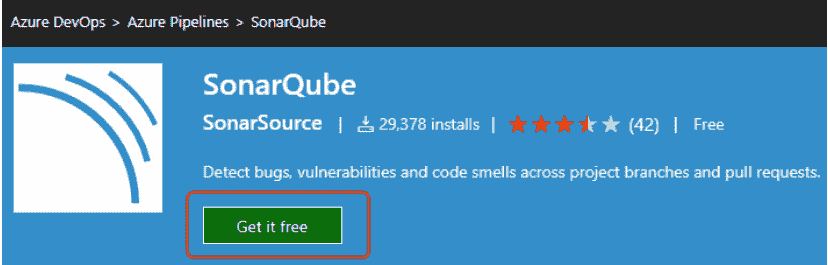 Azure DevOps > Azure Pipelines > SonarQube
SonarQube
SonarSource | 29,378 installs | (42) | Free
Detect bugs, vulnerabilities and code smells across project branches and pull requests.
Get it free